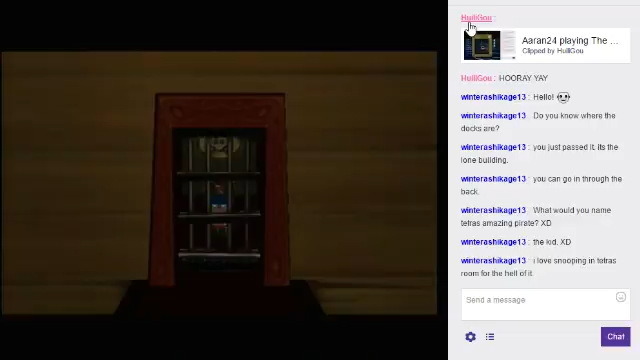 HuliGou :
Aaran24 playing The ...
Clipped by HuliGou
HuliGou : HOORAY YAY
winterashikage13 : Hello!
winterashikage13 : Do you know where the
docks are?
winterashikage13 : you just passed it. its the
lone building.
winterashikage13 : you can go in through the
back.
winterashikage13 : What would you name
tetras amazing pirate? XD
winterashikage13 : the kid. XD
winterashikage13 : i love snooping in tetras
room for the hell of it.
Send a message
Chat